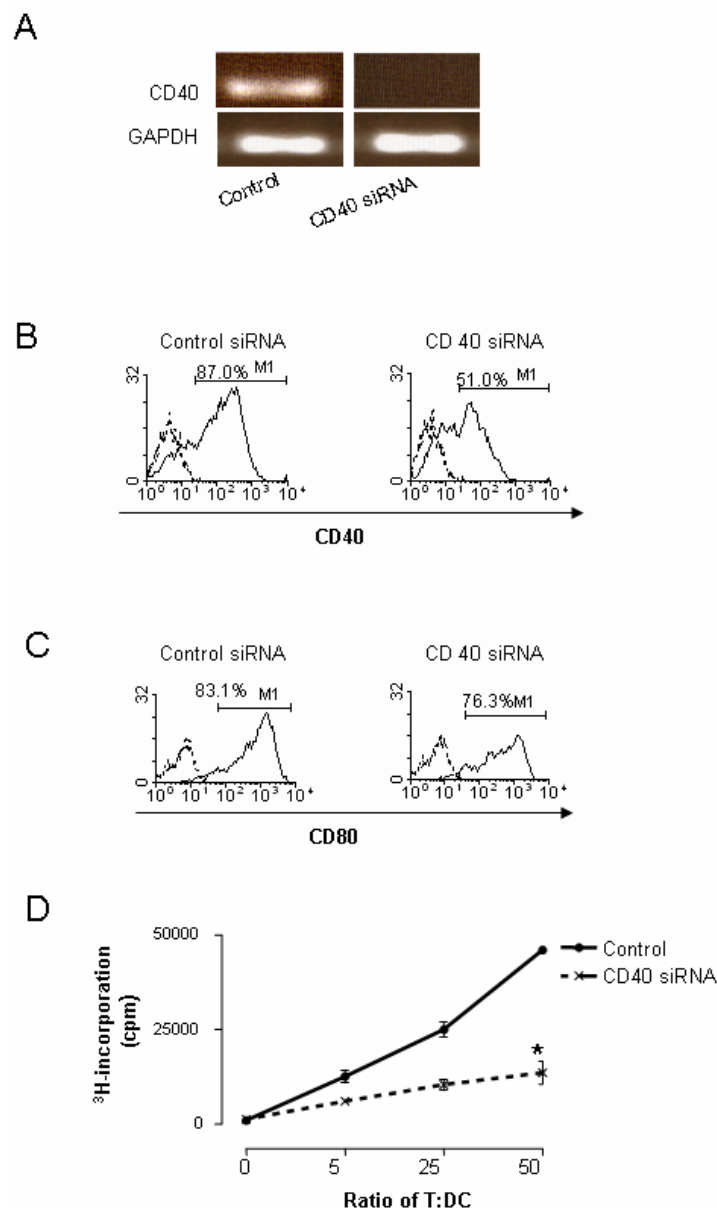 A
CD40
GAPDH
Control
CD40 siRNA
B
Control siRNA
CD 40 siRNA
32
87.0% M1
0
10⁰ 10¹ 10² 10³ 10⁴
32
51.0% M1
0
10⁰ 10¹ 10² 10³ 10⁴
CD40
C
Control siRNA
CD 40 siRNA
32
83.1% M1
0
10⁰ 10¹ 10² 10³ 10⁴
32
76.3%M1
0
10⁰ 10¹ 10² 10³ 10⁴
CD80
D
³H-incorporation
(cpm)
50000
25000
0
Control
CD40 siRNA
*
0 5 25 50
Ratio of T:DC